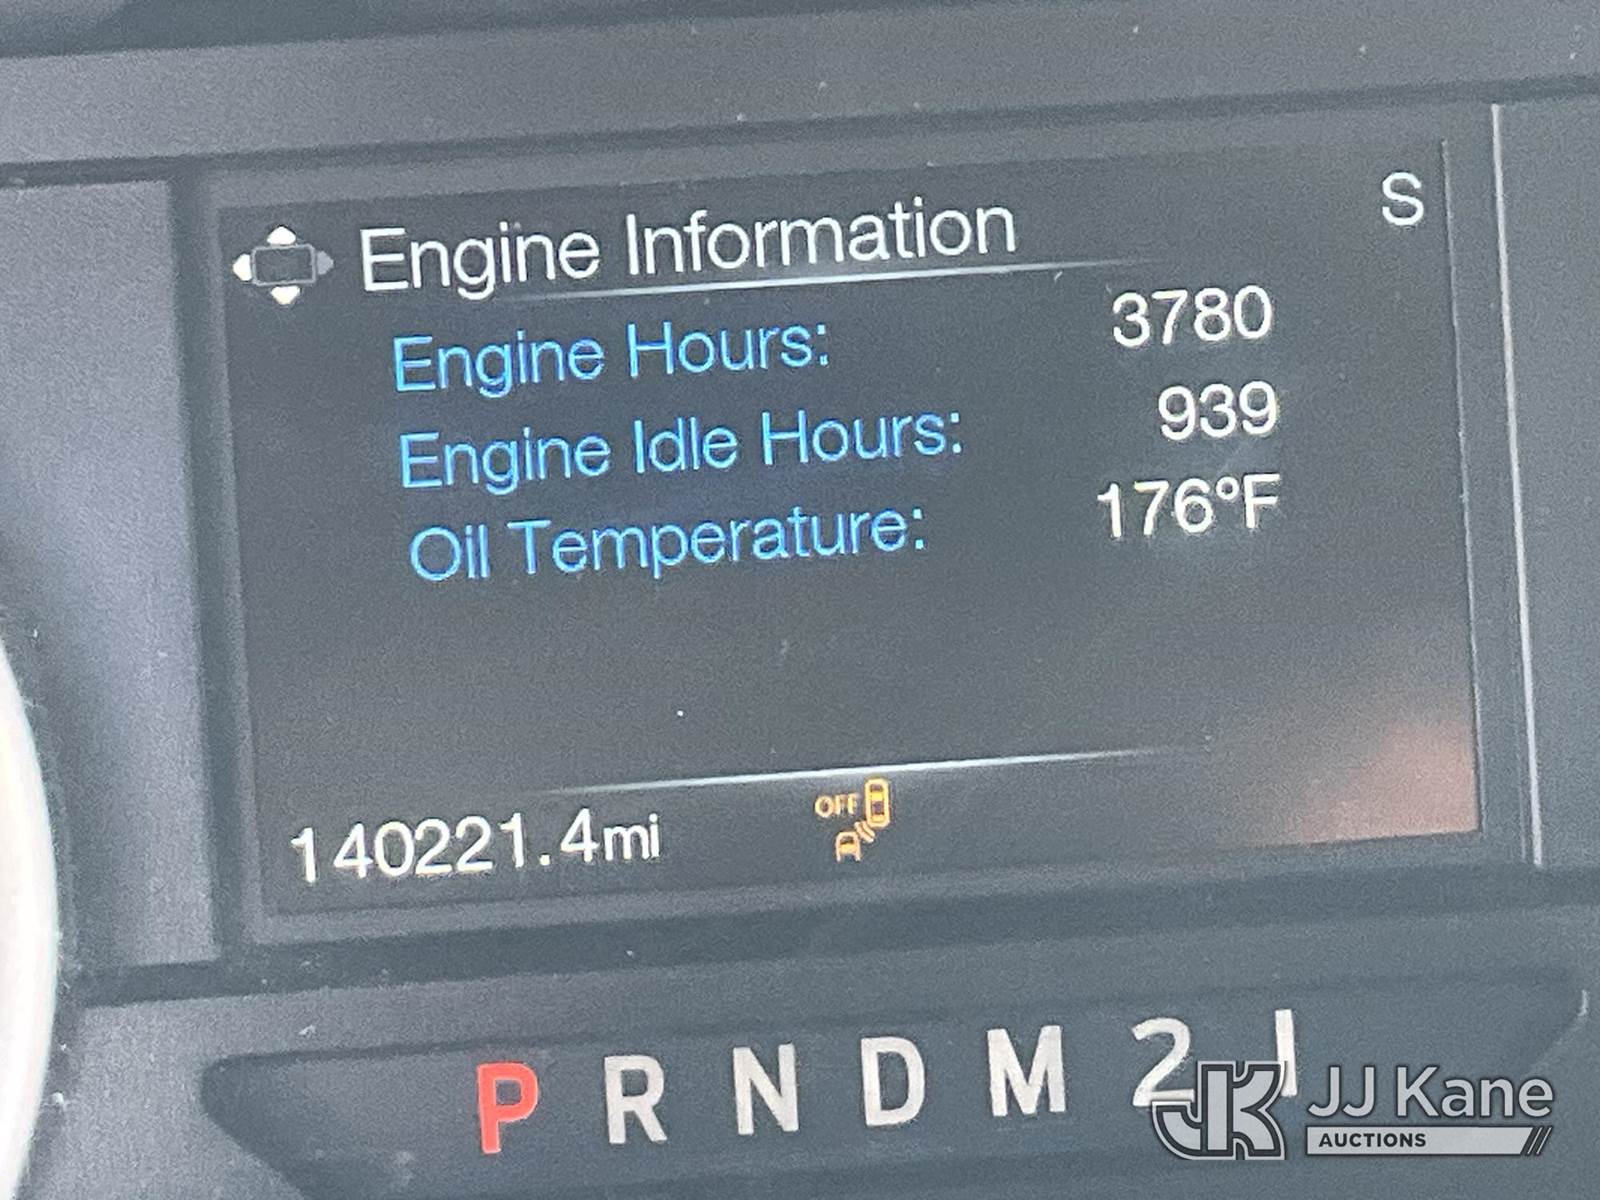 S
Engine Information
Engine Hours: 3780
Engine Idle Hours: 939
Oil Temperature: 176°F
140221.4mi OFF
P R N D M 2 1
JK JJ Kane
AUCTIONS